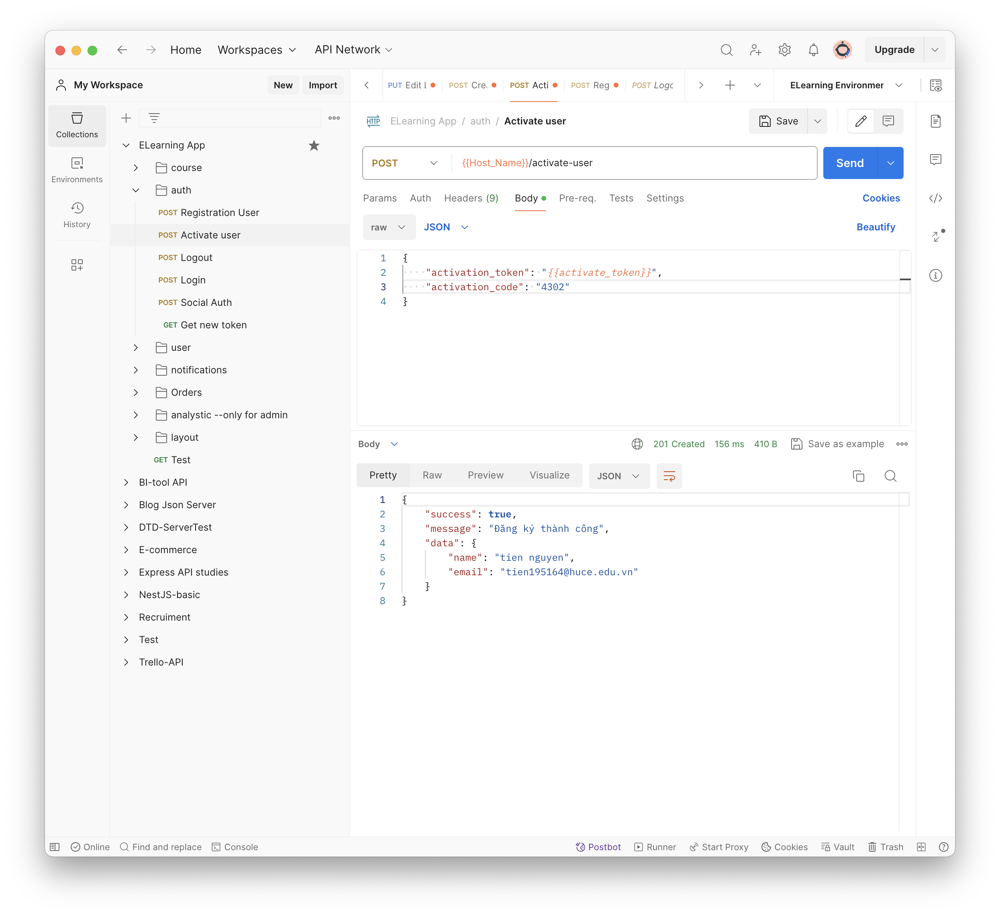 Home Workspaces API Network Upgrade
My Workspace New Import
PUT Edit POST Cre POST Acti POST Reg POST Logo ELearning Environmer
Collections
Environments
History
ELearning App
course
auth
POST Registration User
POST Activate user
POST Logout
POST Login
POST Social Auth
GET Get new token
user
notifications
Orders
analystic --only for admin
layout
GET Test
BI-tool API
Blog Json Server
DTD-ServerTest
E-commerce
Express API studies
NestJS-basic
Recruiment
Test
Trello-API
HTTP ELearning App / auth / Activate user Save
POST {{Host_Name}}/activate-user Send
Params Auth Headers (9) Body Pre-req. Tests Settings Cookies
raw JSON Beautify
1 {
2 "activation_token": "{{activate_token}}",
3 "activation_code": "4302"
4 }
Body 201 Created 156 ms 410 B Save as example
Pretty Raw Preview Visualize JSON
1 {
2 "success": true,
3 "message": "Đăng ký thành công",
4 "data": {
5 "name": "tien nguyen",
6 "email": "tien195164@huce.edu.vn"
7 }
8 }
Online Find and replace Console Postbot Runner Start Proxy Cookies Vault Trash